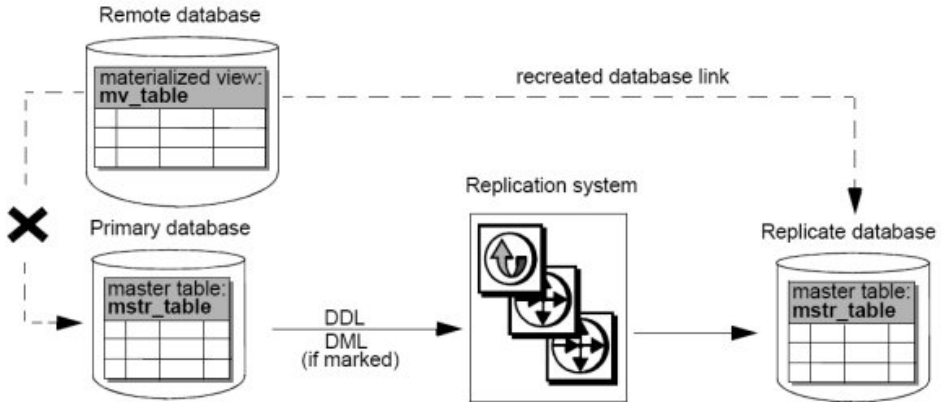 Remote database
materialized view:
mv_table
recreated database link
Replication system
Primary database
Replicate database
master table:
mstr_table
DDL
DML
(if marked)
master table:
mstr_table